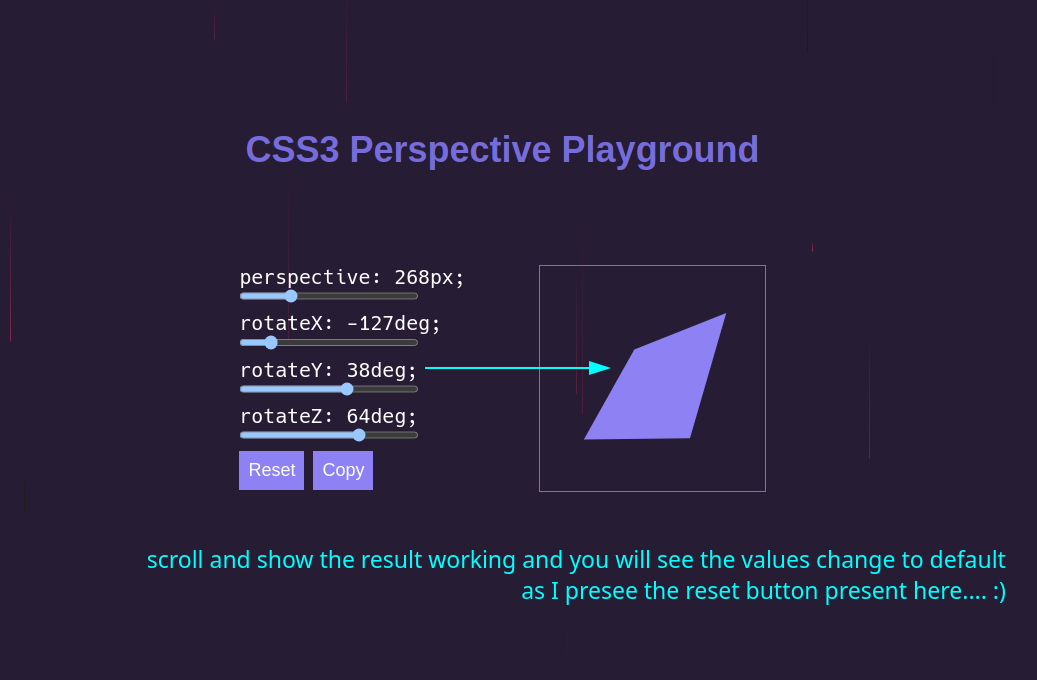 CSS3 Perspective Playground
perspective: 268px;
rotateX: -127deg;
rotateY: 38deg;
rotateZ: 64deg;
Reset Copy
scroll and show the result working and you will see the values change to default
as I presee the reset button present here.... :)